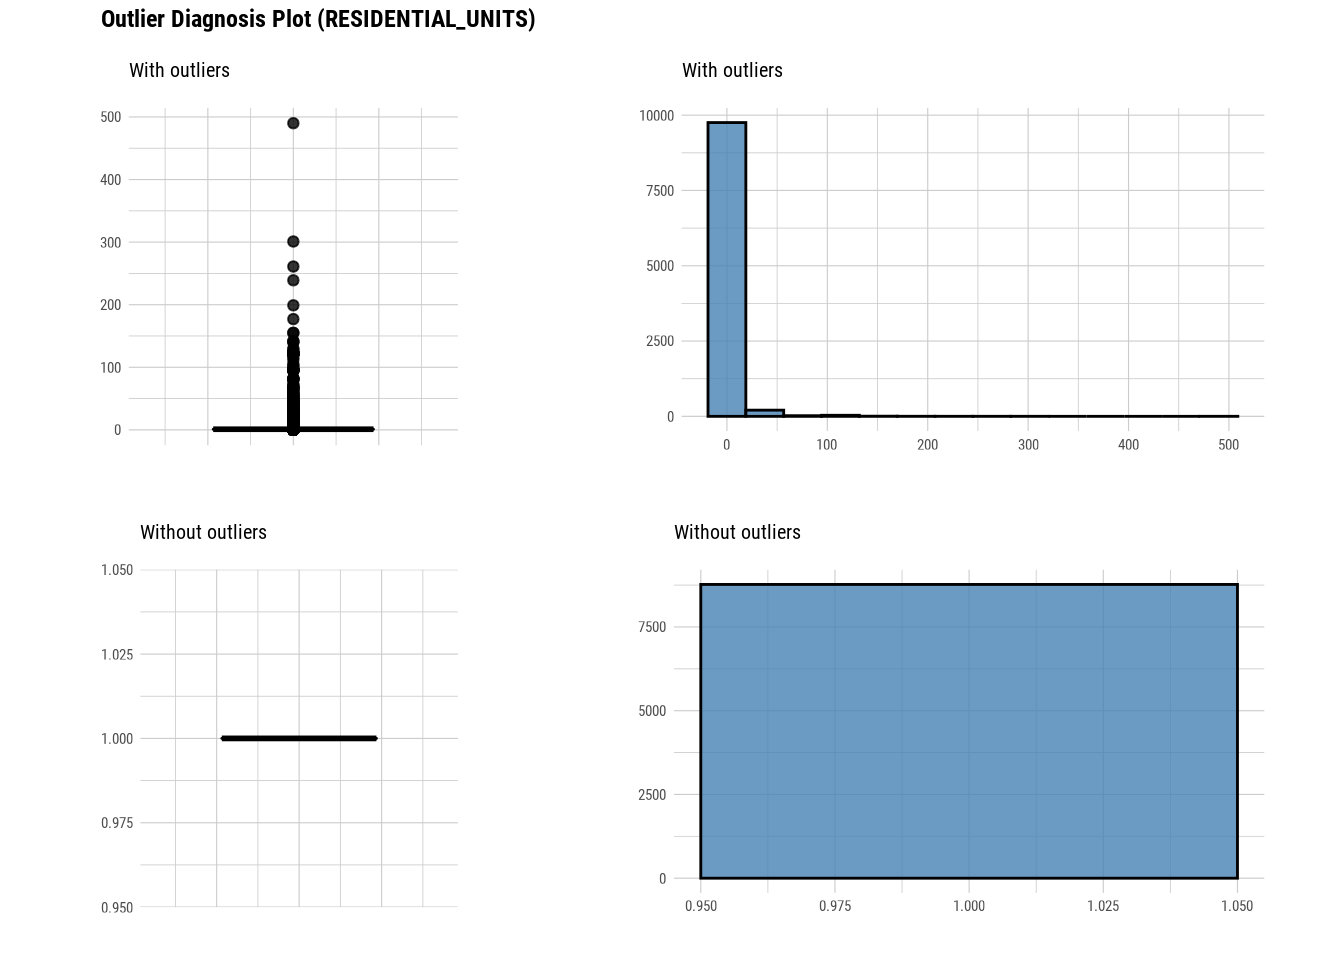 Outlier Diagnosis Plot (RESIDENTIAL_UNITS)
With outliers
500
400
300
200
100
0
With outliers
10000
7500
5000
2500
0
0 100 200 300 400 500
Without outliers
1.050
1.025
1.000
0.975
0.950
Without outliers
7500
5000
2500
0
0.950 0.975 1.000 1.025 1.050